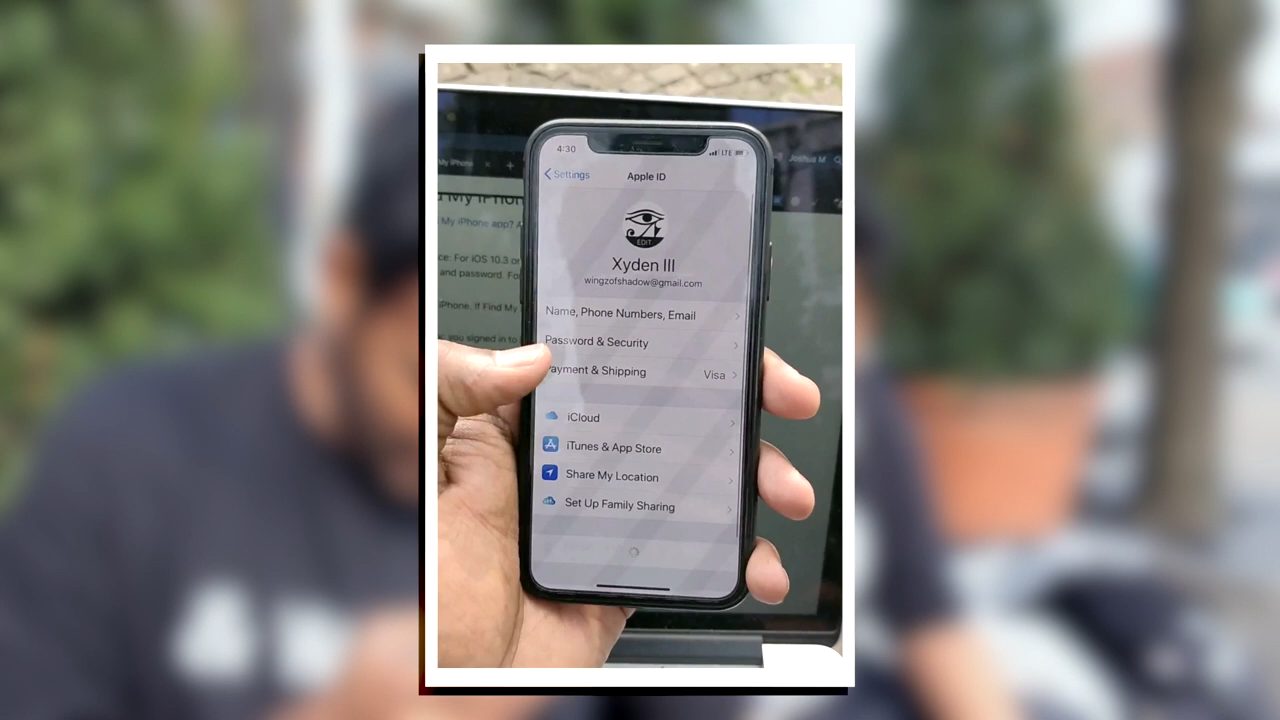 4:30
LTE
Settings
Apple ID
EDIT
Xyden III
wingzofshadow@gmail.com
Name, Phone Numbers, Email
Password & Security
ayment & Shipping Visa
iCloud
iTunes & App Store
Share My Location
Set Up Family Sharing
My iPhone
Joshua M
My iPhone app?
ce: For iOS 10.3 or
and password. Fo
iPhone. If Find My
you signed in to